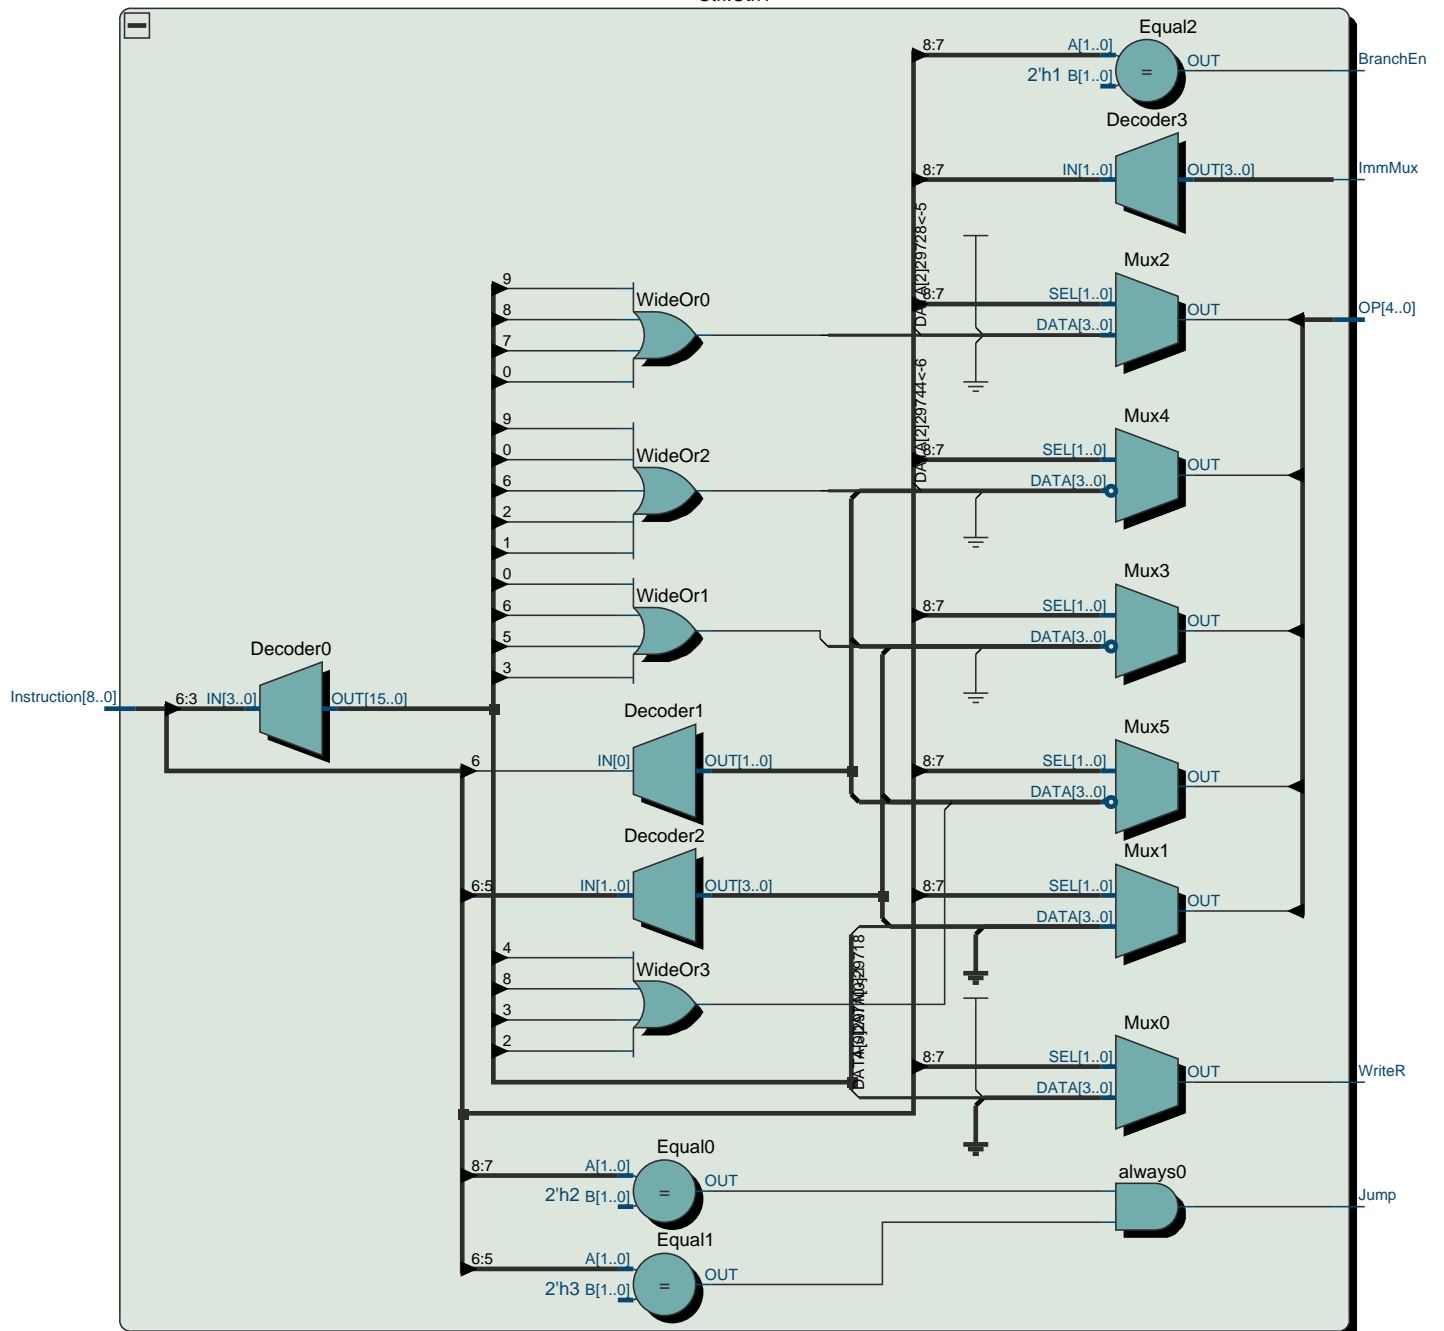 Equal2
8:7
A[1..0]
OUT
BranchEn
2'h1 B[1..0]
=
Decoder3
8:7
IN[1..0]
OUT[3..0]
ImmMux
Mux2
SEL[1..0]
OUT
OP[4..0]
DATA[3..0]
9
8
7
0
WideOr0
Mux4
8:7
SEL[1..0]
OUT
DATA[3..0]
9
0
6
2
1
WideOr2
Mux3
8:7
SEL[1..0]
OUT
DATA[3..0]
0
6
5
3
WideOr1
Decoder0
Instruction[8..0]
6:3
IN[3..0]
OUT[15..0]
Decoder1
6
IN[0]
OUT[1..0]
Mux5
8:7
SEL[1..0]
OUT
DATA[3..0]
Decoder2
6:5
IN[1..0]
OUT[3..0]
Mux1
8:7
SEL[1..0]
OUT
DATA[3..0]
4
8
3
2
WideOr3
Mux0
8:7
SEL[1..0]
OUT
WriteR
DATA[3..0]
Equal0
8:7
A[1..0]
OUT
2'h2 B[1..0]
=
always0
Jump
Equal1
6:5
A[1..0]
OUT
2'h3 B[1..0]
=